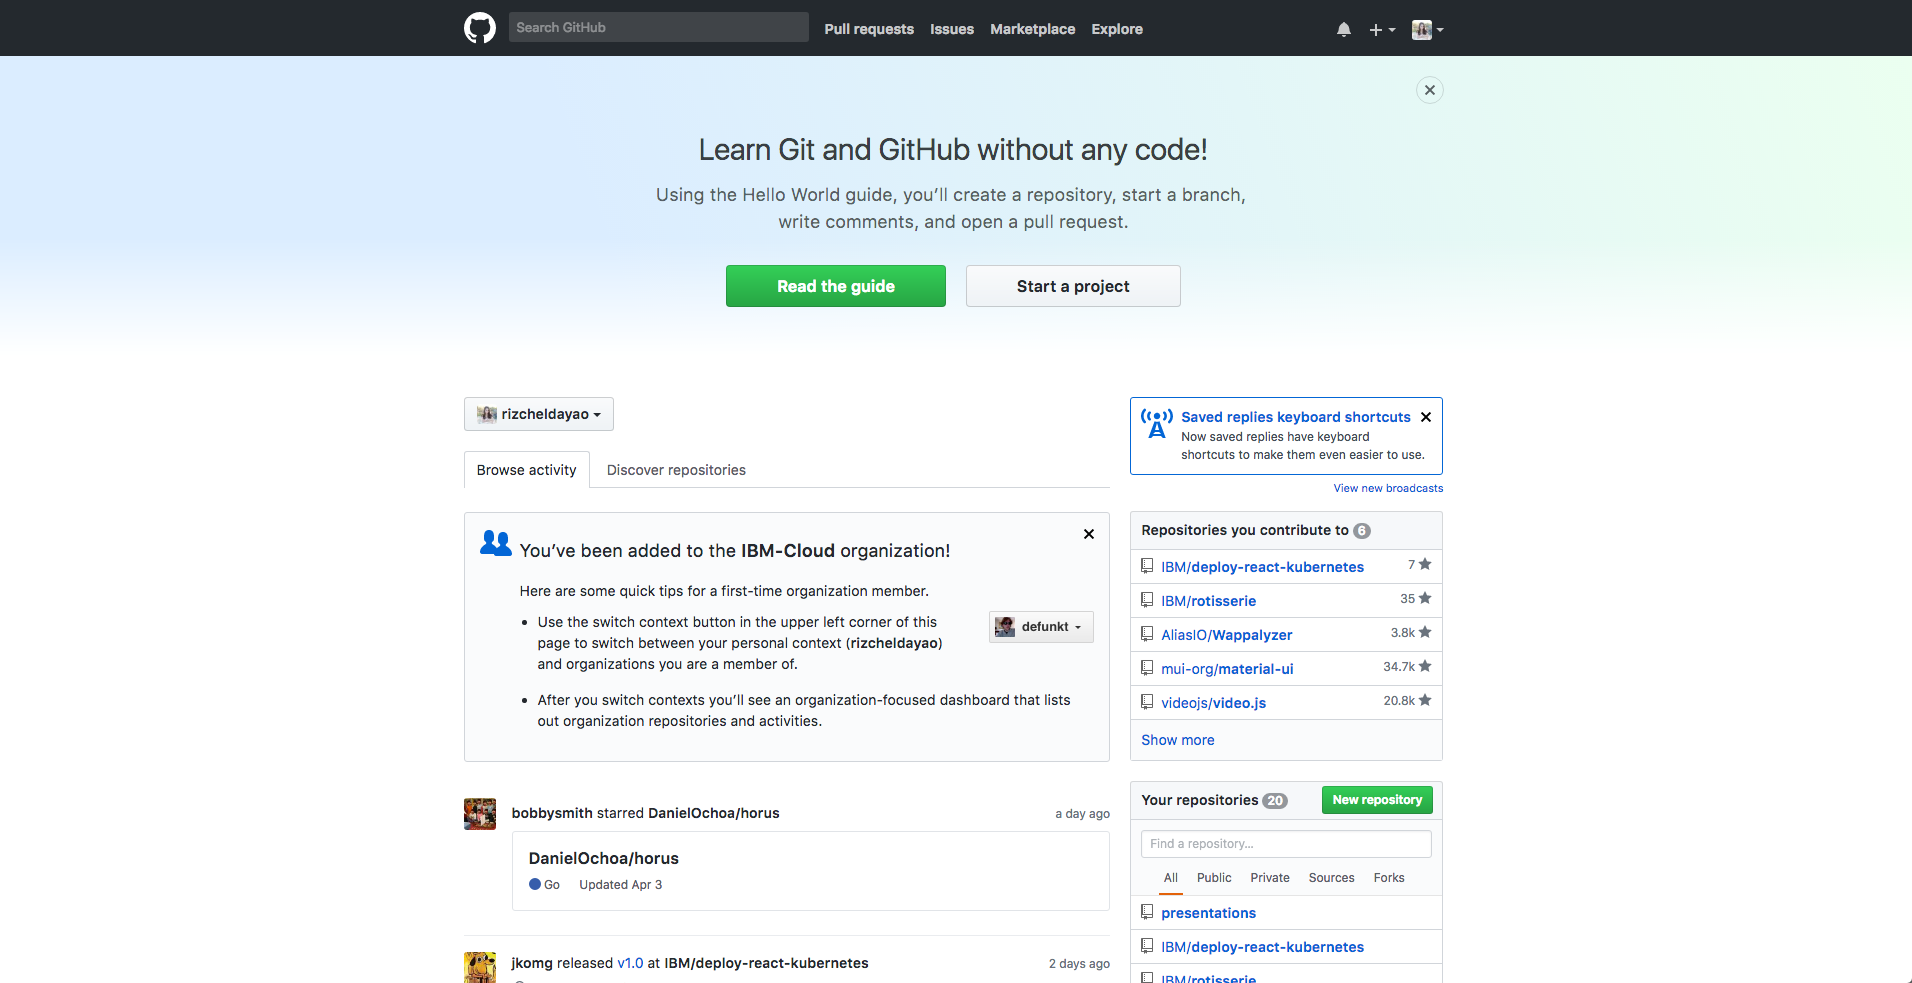 Search GitHub
Pull requests
Issues
Marketplace
Explore
Learn Git and GitHub without any code!
Using the Hello World guide, you’ll create a repository, start a branch,
write comments, and open a pull request.
Read the guide
Start a project
rizcheldayao
Browse activity
Discover repositories
You’ve been added to the IBM-Cloud organization!
Here are some quick tips for a first-time organization member.
• Use the switch context button in the upper left corner of this
page to switch between your personal context (rizcheldayao)
and organizations you are a member of.
defunkt
• After you switch contexts you’ll see an organization-focused dashboard that lists
out organization repositories and activities.
bobbysmith starred DanielOchoa/horus
a day ago
DanielOchoa/horus
Go
Updated Apr 3
jkomg released v1.0 at IBM/deploy-react-kubernetes
2 days ago
Saved replies keyboard shortcuts
Now saved replies have keyboard
shortcuts to make them even easier to use.
View new broadcasts
Repositories you contribute to 6
IBM/deploy-react-kubernetes 7
IBM/rotisserie 35
AliasIO/Wappalyzer 3.8k
mui-org/material-ui 34.7k
videojs/video.js 20.8k
Show more
Your repositories 20
New repository
Find a repository…
All
Public
Private
Sources
Forks
presentations
IBM/deploy-react-kubernetes
IBM/rotisserie